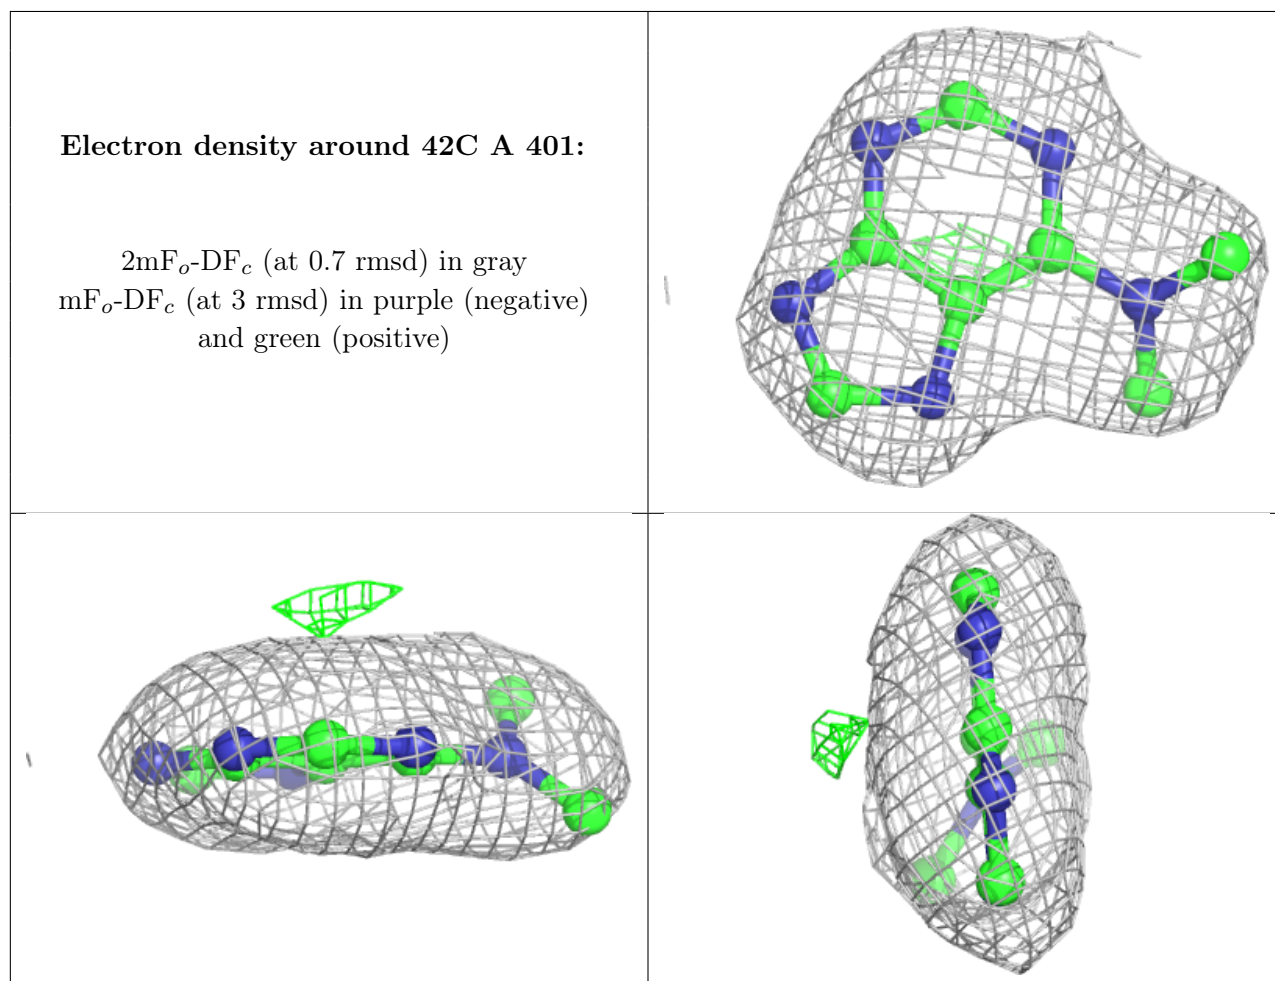 Electron density around 42C A 401:
2mFo-DFc (at 0.7 rmsd) in gray
mFo-DFc (at 3 rmsd) in purple (negative)
and green (positive)